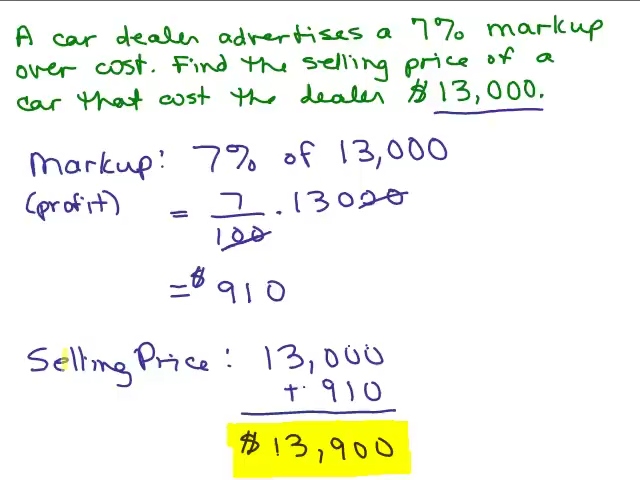 A car dealer advertises a 7% markup
over cost. Find the selling price of a
car that cost the dealer $13,000.
Markup: 7% of 13,000
(profit) = 7/100 · 13000
= $910
Selling Price: 13,000
+ 910
$13,900